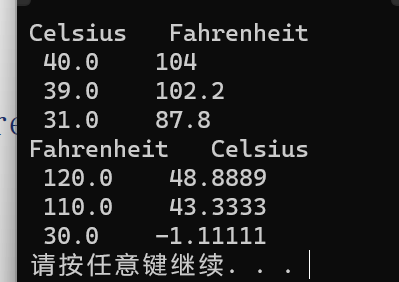 Celsius   Fahrenheit
 40.0    104
 39.0    102.2
 31.0    87.8
Fahrenheit   Celsius
 120.0    48.8889
 110.0    43.3333
 30.0    -1.11111
请按任意键继续. . .